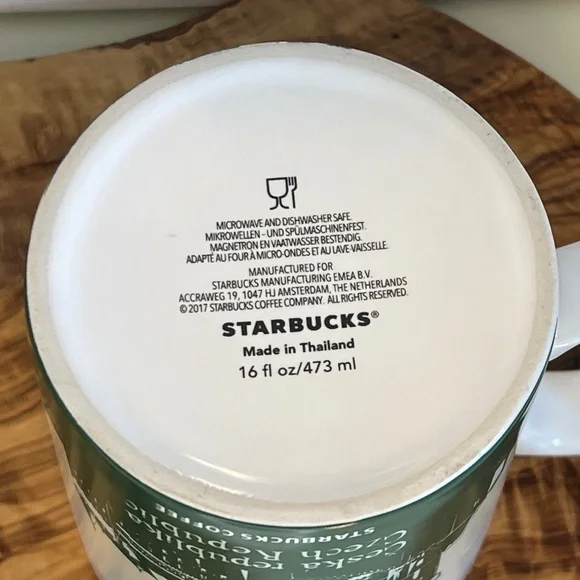 MICROWAVE AND DISHWASHER SAFE.
MIKROWELLEN - UND SPÜLMASCHINENFEST.
MAGNETRON EN VAATWASSER BESTENDIG.
ADAPTÉ AU FOUR À MICRO-ONDES ET AU LAVE-VAISSELLE.
MANUFACTURED FOR
STARBUCKS MANUFACTURING EMEA B.V.
ACCRAWEG 19, 1047 HJ AMSTERDAM, THE NETHERLANDS
© 2017 STARBUCKS COFFEE COMPANY. ALL RIGHTS RESERVED.
STARBUCKS®
Made in Thailand
16 fl oz/473 ml
STARBUCKS COFFEE
Czech Republic
Česká republika